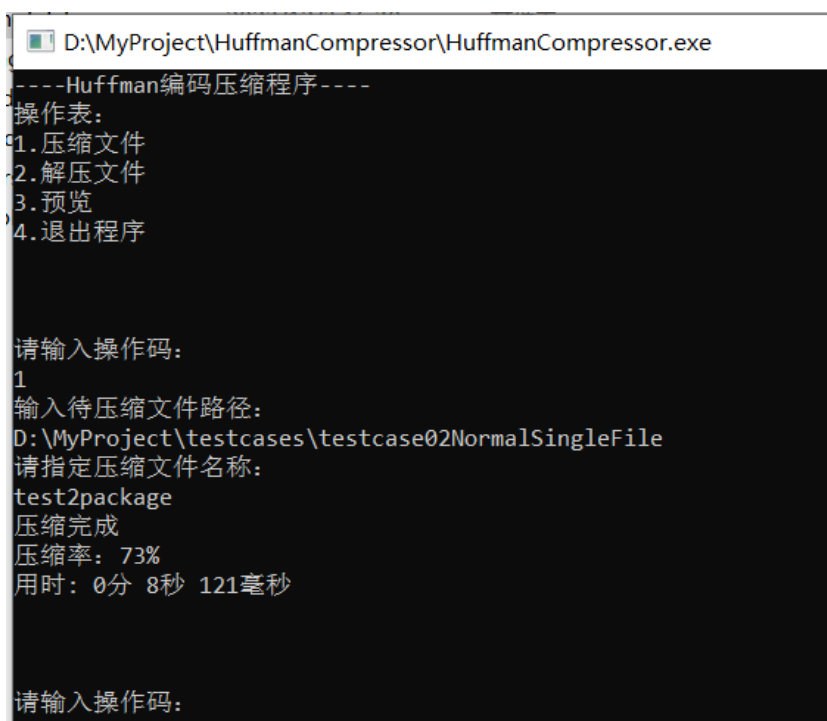 D:\MyProject\HuffmanCompressor\HuffmanCompressor.exe
----Huffman编码压缩程序----
操作表:
1.压缩文件
2.解压文件
3.预览
4.退出程序
请输入操作码:
1
输入待压缩文件路径:
D:\MyProject\testcases\testcase02NormalSingleFile
请指定压缩文件名称:
test2package
压缩完成
压缩率: 73%
用时: 0分 8秒 121毫秒
请输入操作码: